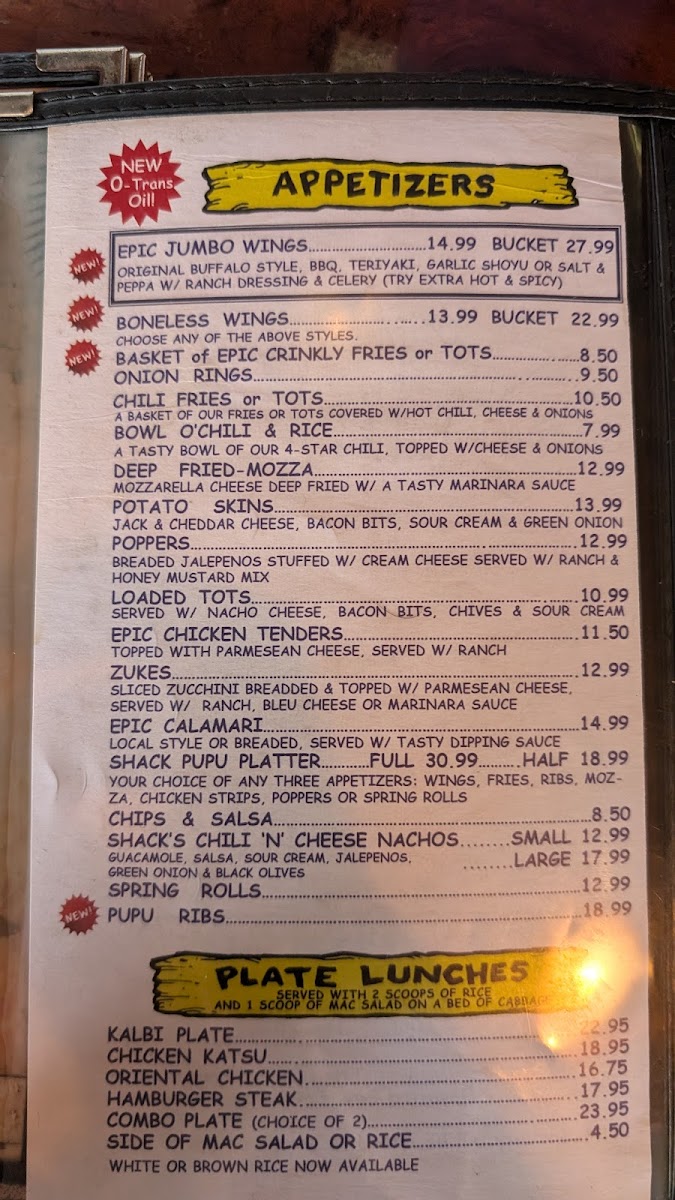 NEW
O-Trans
Oil!
APPETIZERS
NEW!
EPIC JUMBO WINGS............................14.99 BUCKET 27.99
ORIGINAL BUFFALO STYLE, BBQ, TERIYAKI, GARLIC SHOYU OR SALT &
PEPPA W/ RANCH DRESSING & CELERY (TRY EXTRA HOT & SPICY)
NEW!
BONELESS WINGS............................13.99 BUCKET 22.99
CHOOSE ANY OF THE ABOVE STYLES.
NEW!
BASKET of EPIC CRINKLY FRIES or TOTS....................8.50
ONION RINGS............................9.50
CHILI FRIES or TOTS............................10.50
A BASKET OF OUR FRIES OR TOTS COVERED W/HOT CHILI, CHEESE & ONIONS
BOWL O'CHILI & RICE............................7.99
A TASTY BOWL OF OUR 4-STAR CHILI, TOPPED W/CHEESE & ONIONS
DEEP FRIED-MOZZA............................12.99
MOZZARELLA CHEESE DEEP FRIED W/ A TASTY MARINARA SAUCE
POTATO SKINS............................13.99
JACK & CHEDDAR CHEESE, BACON BITS, SOUR CREAM & GREEN ONION
POPPERS............................12.99
BREADED JALEPENOS STUFFED W/ CREAM CHEESE SERVED W/ RANCH &
HONEY MUSTARD MIX
LOADED TOTS............................10.99
SERVED W/ NACHO CHEESE, BACON BITS, CHIVES & SOUR CREAM
EPIC CHICKEN TENDERS............................11.50
TOPPED WITH PARMESEAN CHEESE, SERVED W/ RANCH
ZUKES............................12.99
SLICED ZUCCHINI BREADDED & TOPPED W/ PARMESEAN CHEESE,
SERVED W/ RANCH, BLEU CHEESE OR MARINARA SAUCE
EPIC CALAMARI............................14.99
LOCAL STYLE OR BREADED, SERVED W/ TASTY DIPPING SAUCE
SHACK PUPU PLATTER.........FULL 30.99.........HALF 18.99
YOUR CHOICE OF ANY THREE APPETIZERS: WINGS, FRIES, RIBS, MOZ-
ZA, CHICKEN STRIPS, POPPERS OR SPRING ROLLS
CHIPS & SALSA............................8.50
SHACK'S CHILI 'N' CHEESE NACHOS........SMALL 12.99
GUACAMOLE, SALSA, SOUR CREAM, JALEPENOS, ........LARGE 17.99
GREEN ONION & BLACK OLIVES
SPRING ROLLS............................12.99
NEW!
PUPU RIBS............................18.99
PLATE LUNCHES
SERVED WITH 2 SCOOPS OF RICE
AND 1 SCOOP OF MAC SALAD ON A BED OF CABBAGE
KALBI PLATE............................22.95
CHICKEN KATSU............................18.95
ORIENTAL CHICKEN............................16.75
HAMBURGER STEAK............................17.95
COMBO PLATE (CHOICE OF 2)............................23.95
SIDE OF MAC SALAD OR RICE............................4.50
WHITE OR BROWN RICE NOW AVAILABLE